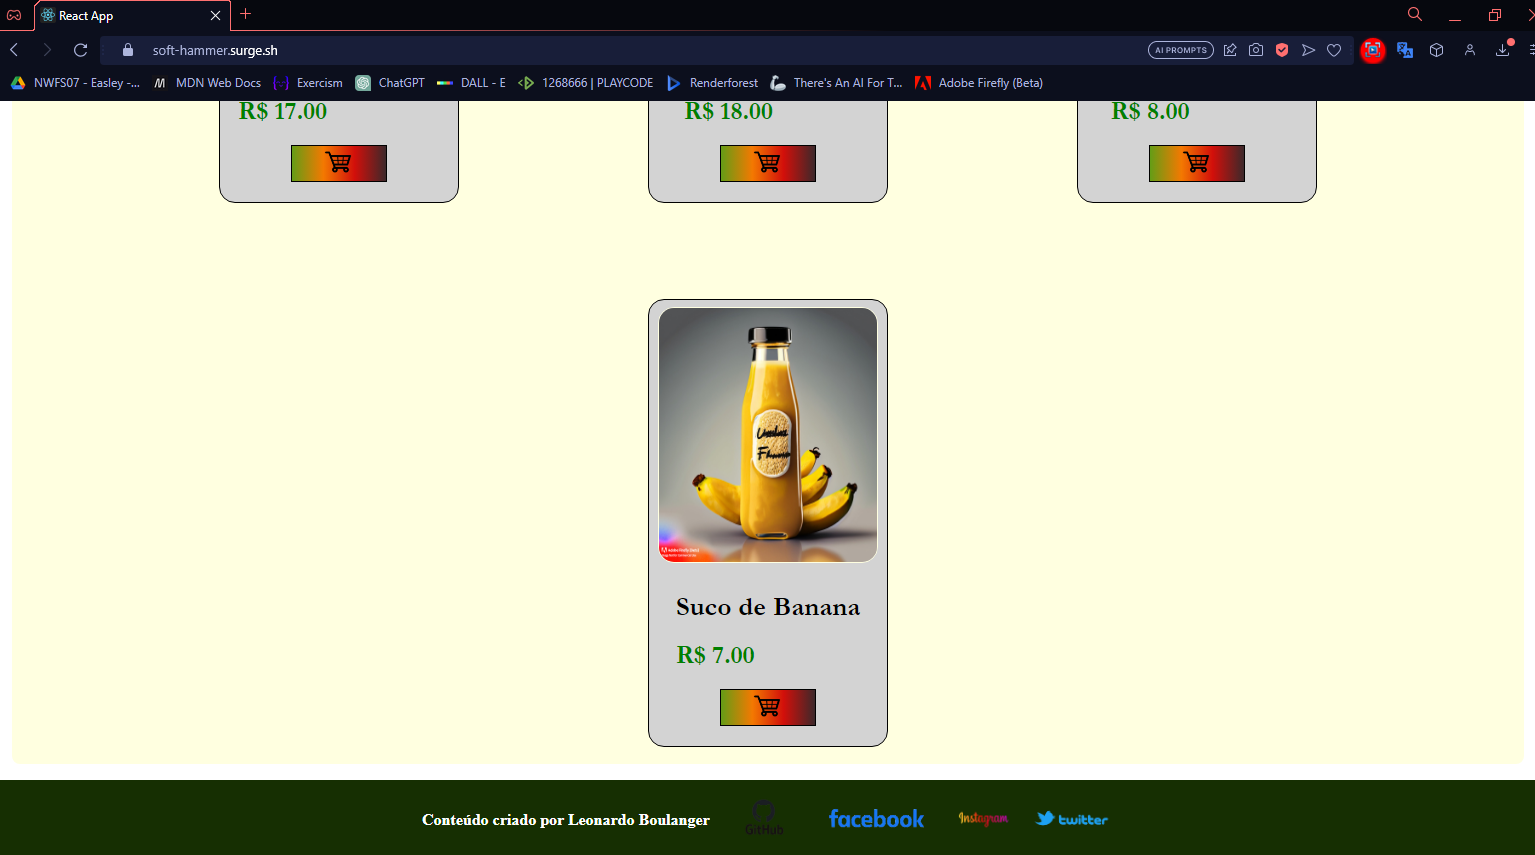 React App
soft-hammer.surge.sh
AI PROMPTS
NWFS07 - Easley -...
M MDN Web Docs
Exercism
ChatGPT
DALL - E
1268666 | PLAYCODE
Renderforest
There's An AI For T...
Adobe Firefly (Beta)
R$ 17.00
R$ 18.00
R$ 8.00
Suco de Banana
R$ 7.00
Conteúdo criado por Leonardo Boulanger
GitHub
facebook
Instagram
twitter